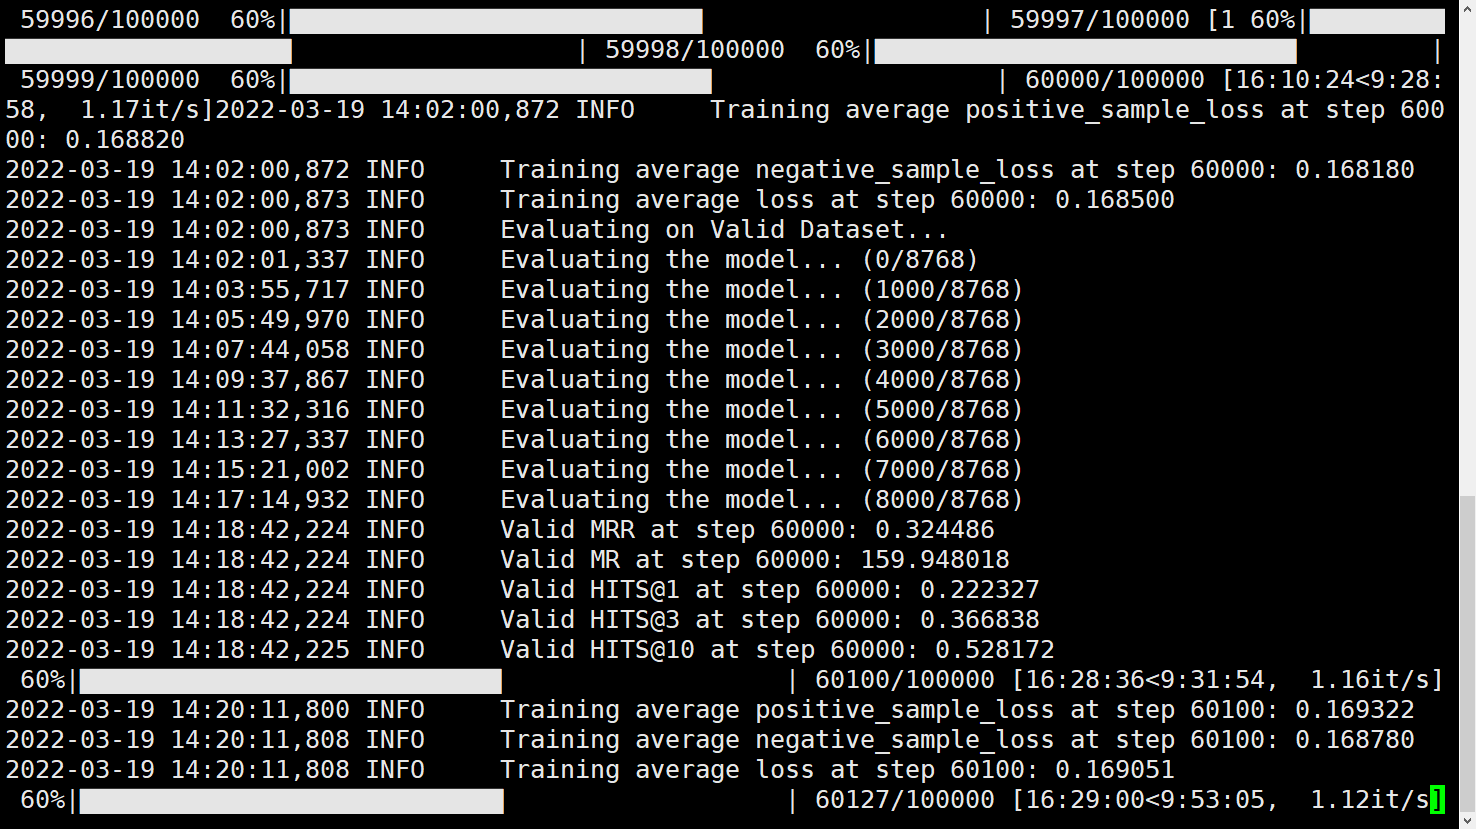 59996/100000  60%| | 59997/100000 [1 60%|
| 59998/100000  60%| |
59999/100000  60%| | 60000/100000 [16:10:24<9:28:
58,  1.17it/s]2022-03-19 14:02:00,872 INFO     Training average positive_sample_loss at step 600
00: 0.168820
2022-03-19 14:02:00,872 INFO     Training average negative_sample_loss at step 60000: 0.168180
2022-03-19 14:02:00,873 INFO     Training average loss at step 60000: 0.168500
2022-03-19 14:02:00,873 INFO     Evaluating on Valid Dataset...
2022-03-19 14:02:01,337 INFO     Evaluating the model... (0/8768)
2022-03-19 14:03:55,717 INFO     Evaluating the model... (1000/8768)
2022-03-19 14:05:49,970 INFO     Evaluating the model... (2000/8768)
2022-03-19 14:07:44,058 INFO     Evaluating the model... (3000/8768)
2022-03-19 14:09:37,867 INFO     Evaluating the model... (4000/8768)
2022-03-19 14:11:32,316 INFO     Evaluating the model... (5000/8768)
2022-03-19 14:13:27,337 INFO     Evaluating the model... (6000/8768)
2022-03-19 14:15:21,002 INFO     Evaluating the model... (7000/8768)
2022-03-19 14:17:14,932 INFO     Evaluating the model... (8000/8768)
2022-03-19 14:18:42,224 INFO     Valid MRR at step 60000: 0.324486
2022-03-19 14:18:42,224 INFO     Valid MR at step 60000: 159.948018
2022-03-19 14:18:42,224 INFO     Valid HITS@1 at step 60000: 0.222327
2022-03-19 14:18:42,224 INFO     Valid HITS@3 at step 60000: 0.366838
2022-03-19 14:18:42,225 INFO     Valid HITS@10 at step 60000: 0.528172
60%| | 60100/100000 [16:28:36<9:31:54,  1.16it/s]
2022-03-19 14:20:11,800 INFO     Training average positive_sample_loss at step 60100: 0.169322
2022-03-19 14:20:11,808 INFO     Training average negative_sample_loss at step 60100: 0.168780
2022-03-19 14:20:11,808 INFO     Training average loss at step 60100: 0.169051
60%| | 60127/100000 [16:29:00<9:53:05,  1.12it/s]